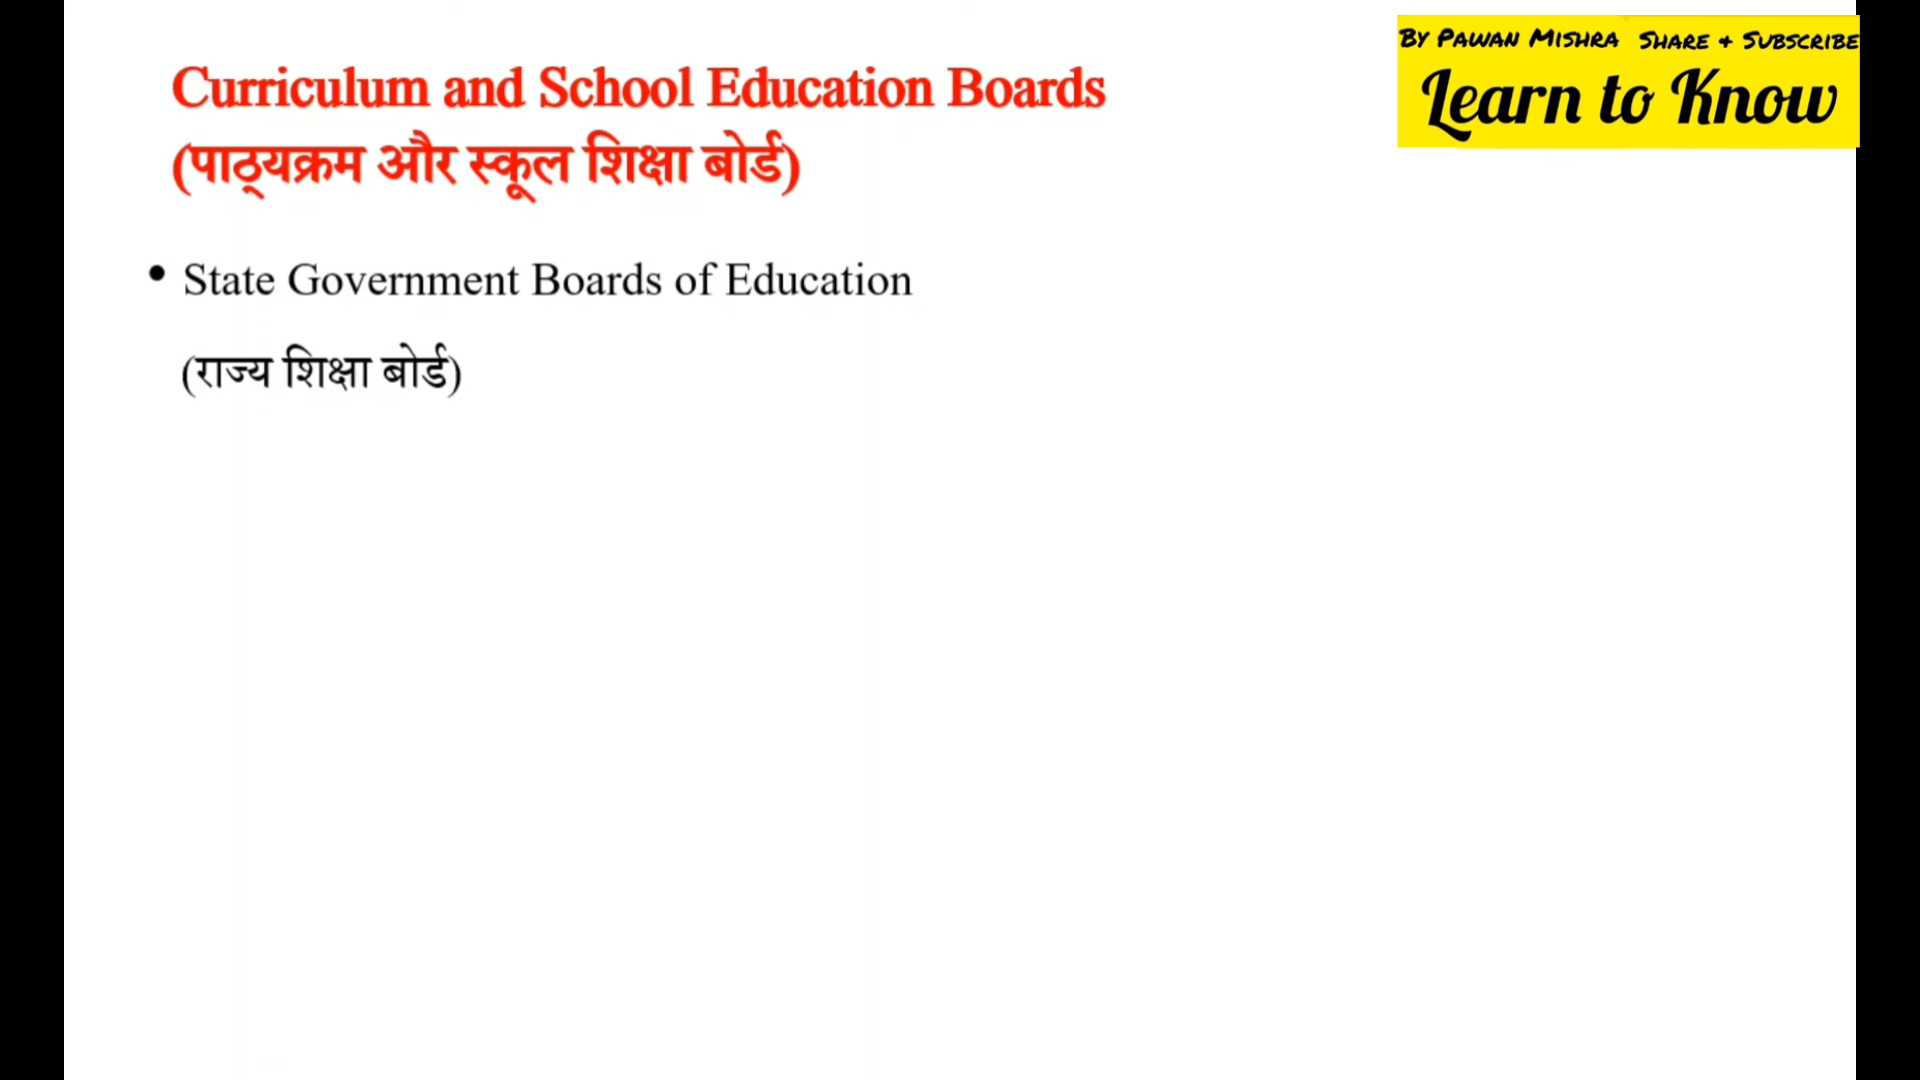 By Pawan Mishra Share + Subscribe
Learn to Know
Curriculum and School Education Boards
(पाठ्यक्रम और स्कूल शिक्षा बोर्ड)
• State Government Boards of Education
(राज्य शिक्षा बोर्ड)